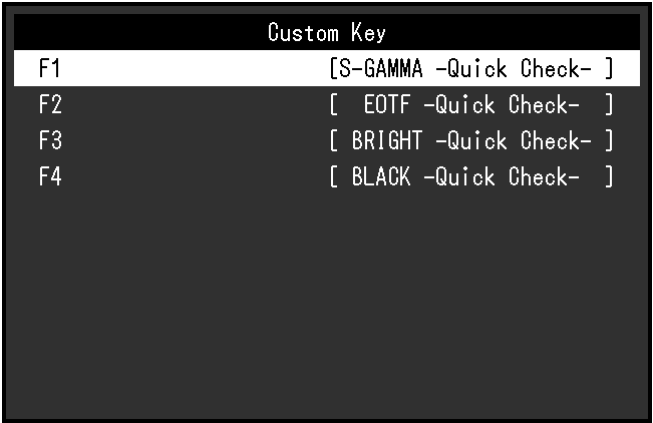 Custom Key
F1 [S-GAMMA -Quick Check- ]
F2 [ EOTF -Quick Check- ]
F3 [ BRIGHT -Quick Check- ]
F4 [ BLACK -Quick Check- ]